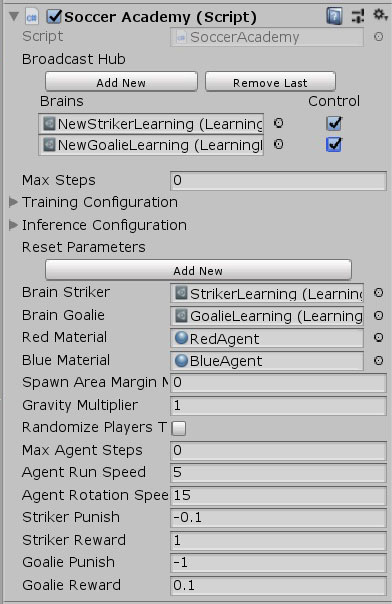 Soccer Academy (Script)
Script SoccerAcademy
Broadcast Hub
Add New Remove Last
Brains Control
NewStrikerLearning (Learning
NewGoalieLearning (Learning
Max Steps 0
Training Configuration
Inference Configuration
Reset Parameters
Add New
Brain Striker StrikerLearning (Learning
Brain Goalie GoalieLearning (Learning
Red Material RedAgent
Blue Material BlueAgent
Spawn Area Margin M 0
Gravity Multiplier 1
Randomize Players T
Max Agent Steps 0
Agent Run Speed 5
Agent Rotation Spee 15
Striker Punish -0.1
Striker Reward 1
Goalie Punish -1
Goalie Reward 0.1